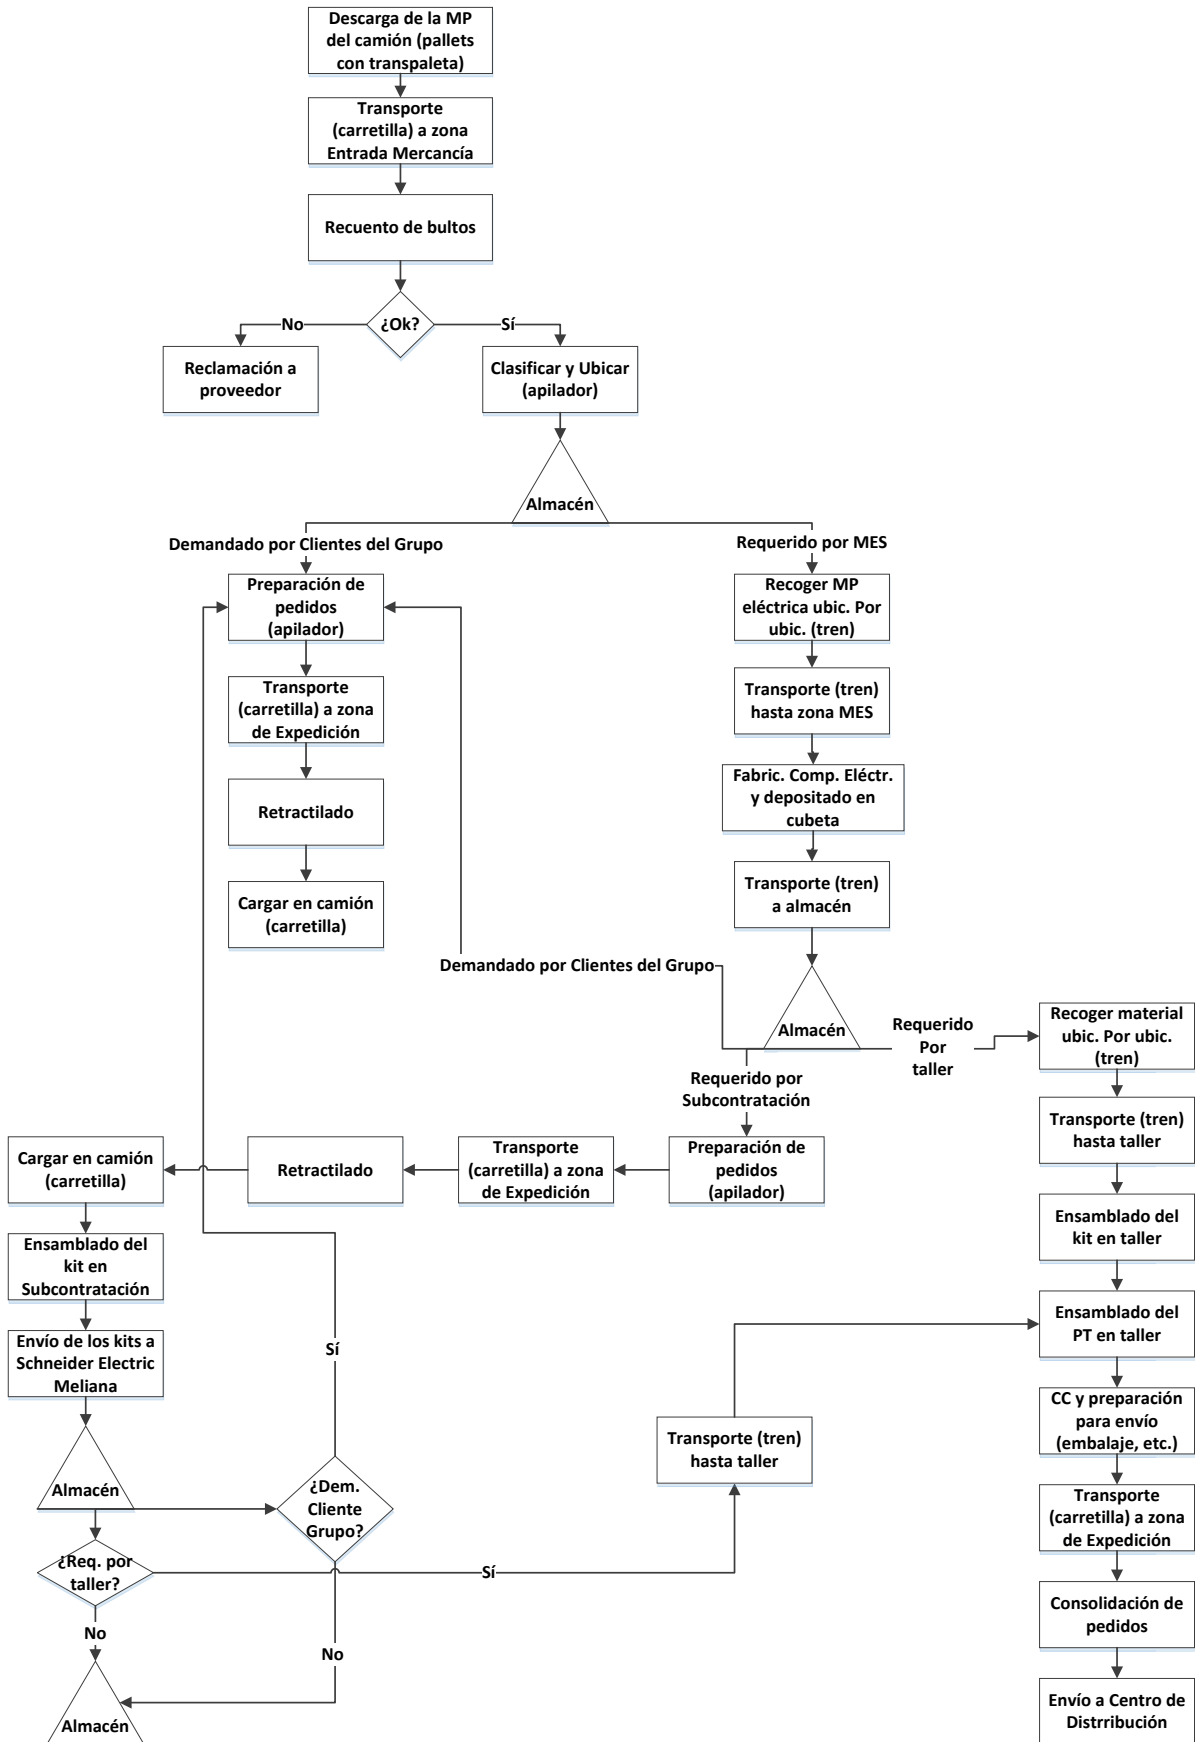 Descarga de la MP
del camión (pallets
con transpaleta)
Transporte
(carretilla) a zona
Entrada Mercancía
Recuento de bultos
¿Ok?
No
Sí
Reclamación a
proveedor
Clasificar y Ubicar
(apilador)
Almacén
Demandado por Clientes del Grupo
Requerido por MES
Preparación de
pedidos
(apilador)
Transporte
(carretilla) a zona
de Expedición
Retractilado
Cargar en camión
(carretilla)
Recoger MP
eléctrica ubic. Por
ubic. (tren)
Transporte (tren)
hasta zona MES
Fabric. Comp. Eléctr.
y depositado en
cubeta
Transporte (tren)
a almacén
Demandado por Clientes del Grupo
Almacén
Requerido
Por
taller
Requerido por
Subcontratación
Preparación de
pedidos
(apilador)
Transporte
(carretilla) a zona
de Expedición
Retractilado
Cargar en camión
(carretilla)
Ensamblado del
kit en
Subcontratación
Envío de los kits a
Schneider Electric
Meliana
Almacén
¿Dem.
Cliente
Grupo?
Sí
No
¿Req. por
taller?
Sí
No
Almacén
Transporte (tren)
hasta taller
Recoger material
ubic. Por ubic.
(tren)
Transporte (tren)
hasta taller
Ensamblado del
kit en taller
Ensamblado del
PT en taller
CC y preparación
para envío
(embalaje, etc.)
Transporte
(carretilla) a zona
de Expedición
Consolidación de
pedidos
Envío a Centro de
Distrribución